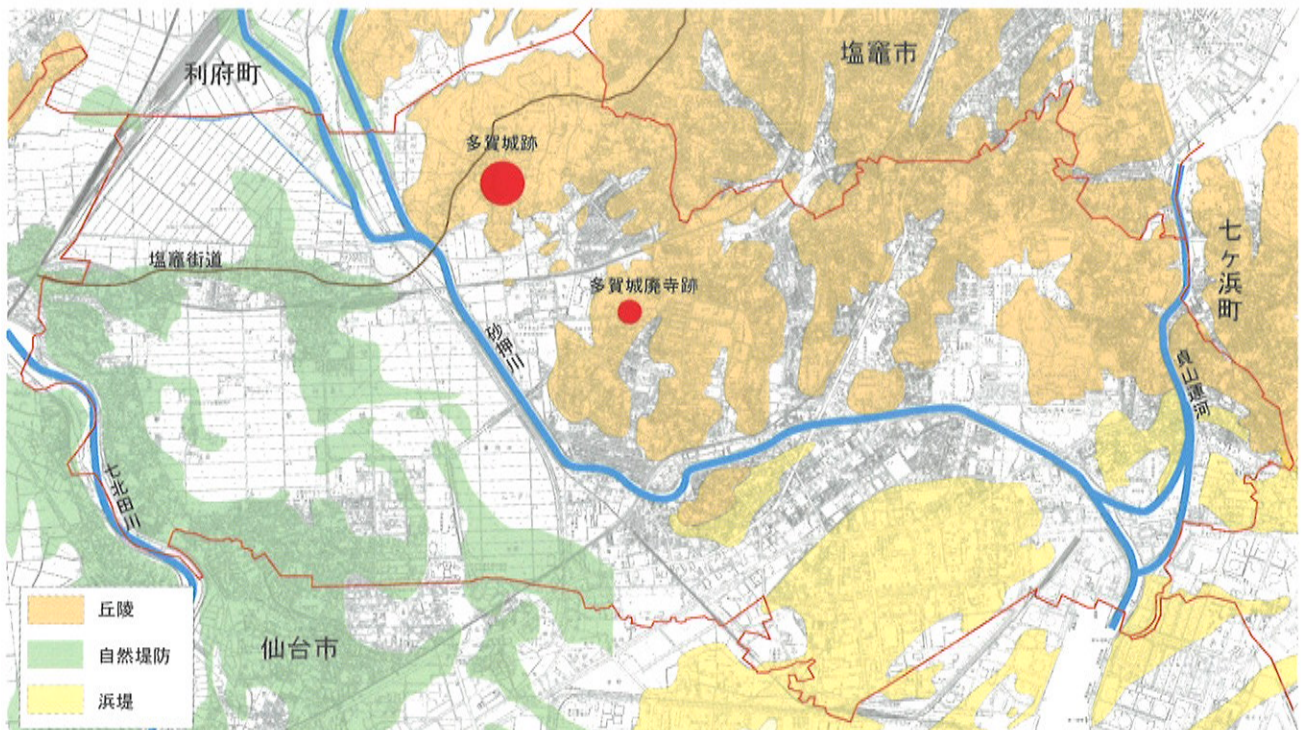 利府町
塩竈市
多賀城跡
七ヶ浜町
塩竈街道
多賀城廃寺跡
砂押川
貞山運河
七北田川
仙台市
丘陵
自然堤防
浜堤